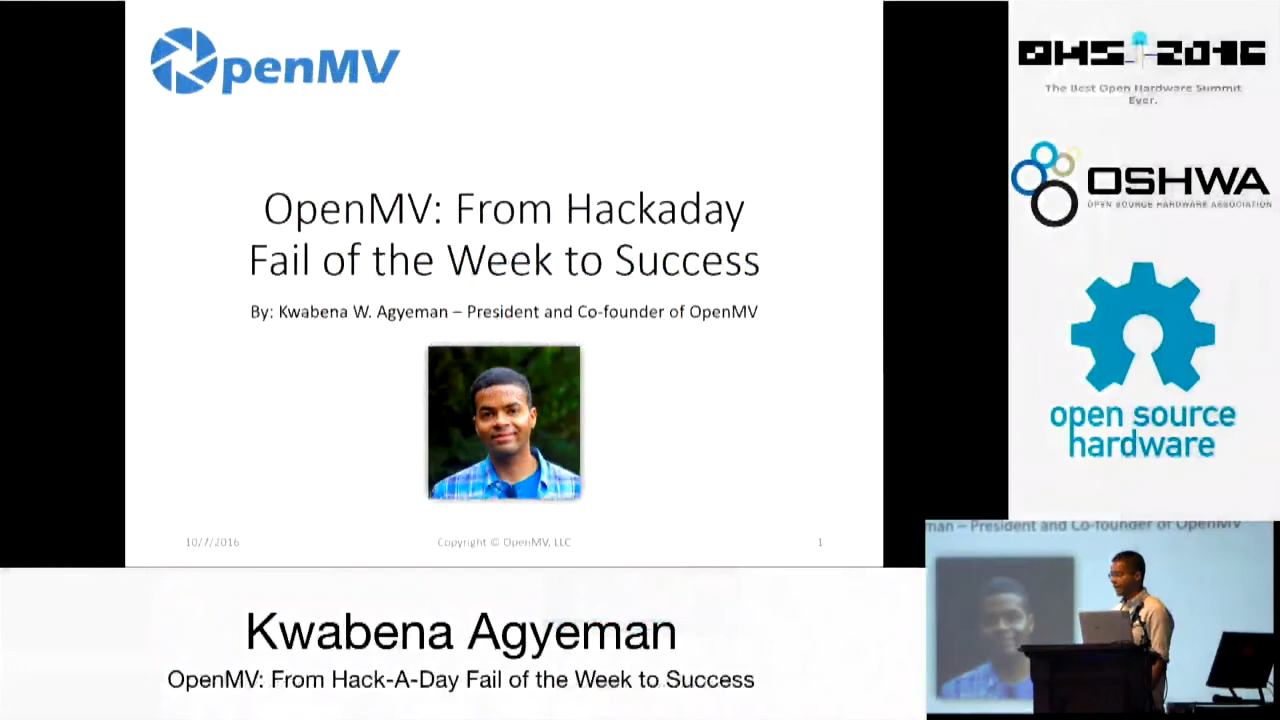 OpenMV
OpenMV: From Hackaday
Fail of the Week to Success
By: Kwabena W. Agyeman – President and Co-founder of OpenMV
10/7/2016
Copyright © OpenMV, LLC
1
OHS 2016
The Best Open Hardware Summit
Ever.
OSHWA
OPEN SOURCE HARDWARE ASSOCIATION
open source
hardware
man – President and Co-founder of OpenMV
Kwabena Agyeman
OpenMV: From Hack-A-Day Fail of the Week to Success